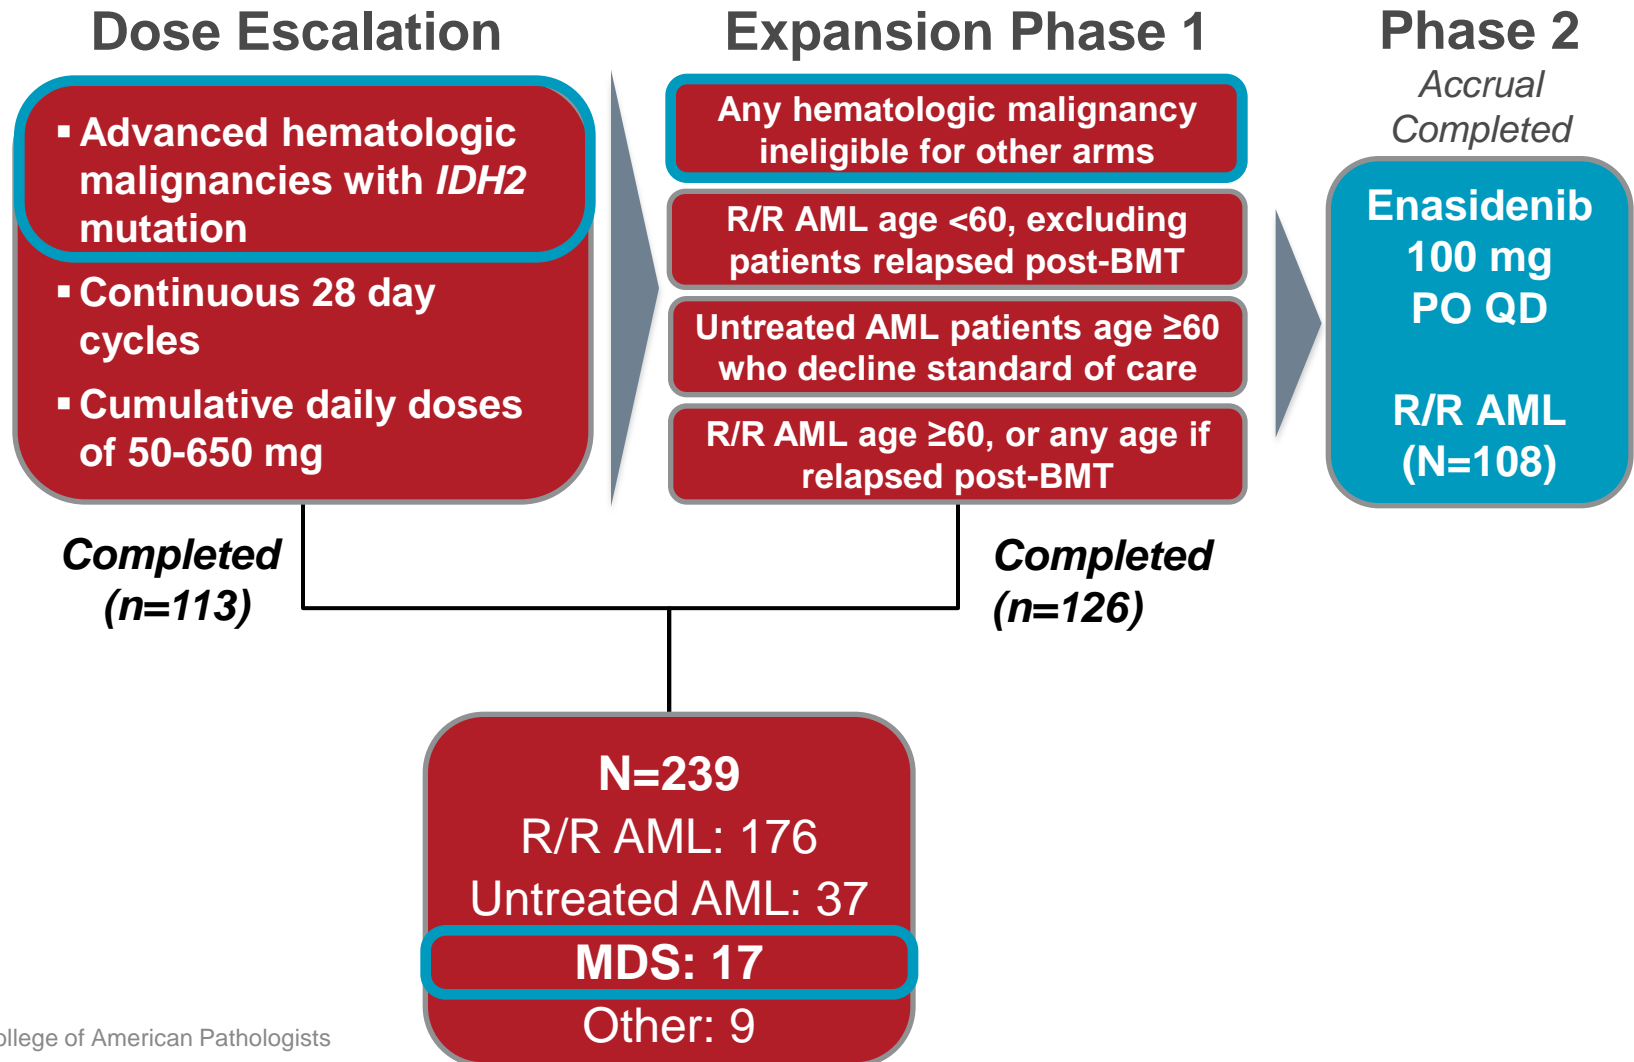 Dose Escalation
▪ Advanced hematologic
malignancies with IDH2
mutation
▪ Continuous 28 day
cycles
▪ Cumulative daily doses
of 50-650 mg
Expansion Phase 1
Any hematologic malignancy
ineligible for other arms
R/R AML age <60, excluding
patients relapsed post-BMT
Untreated AML patients age ≥60
who decline standard of care
R/R AML age ≥60, or any age if
relapsed post-BMT
Phase 2
Accrual
Completed
Enasidenib
100 mg
PO QD
R/R AML
(N=108)
Completed
(n=113)
Completed
(n=126)
N=239
R/R AML: 176
Untreated AML: 37
MDS: 17
Other: 9
ollege of American Pathologists